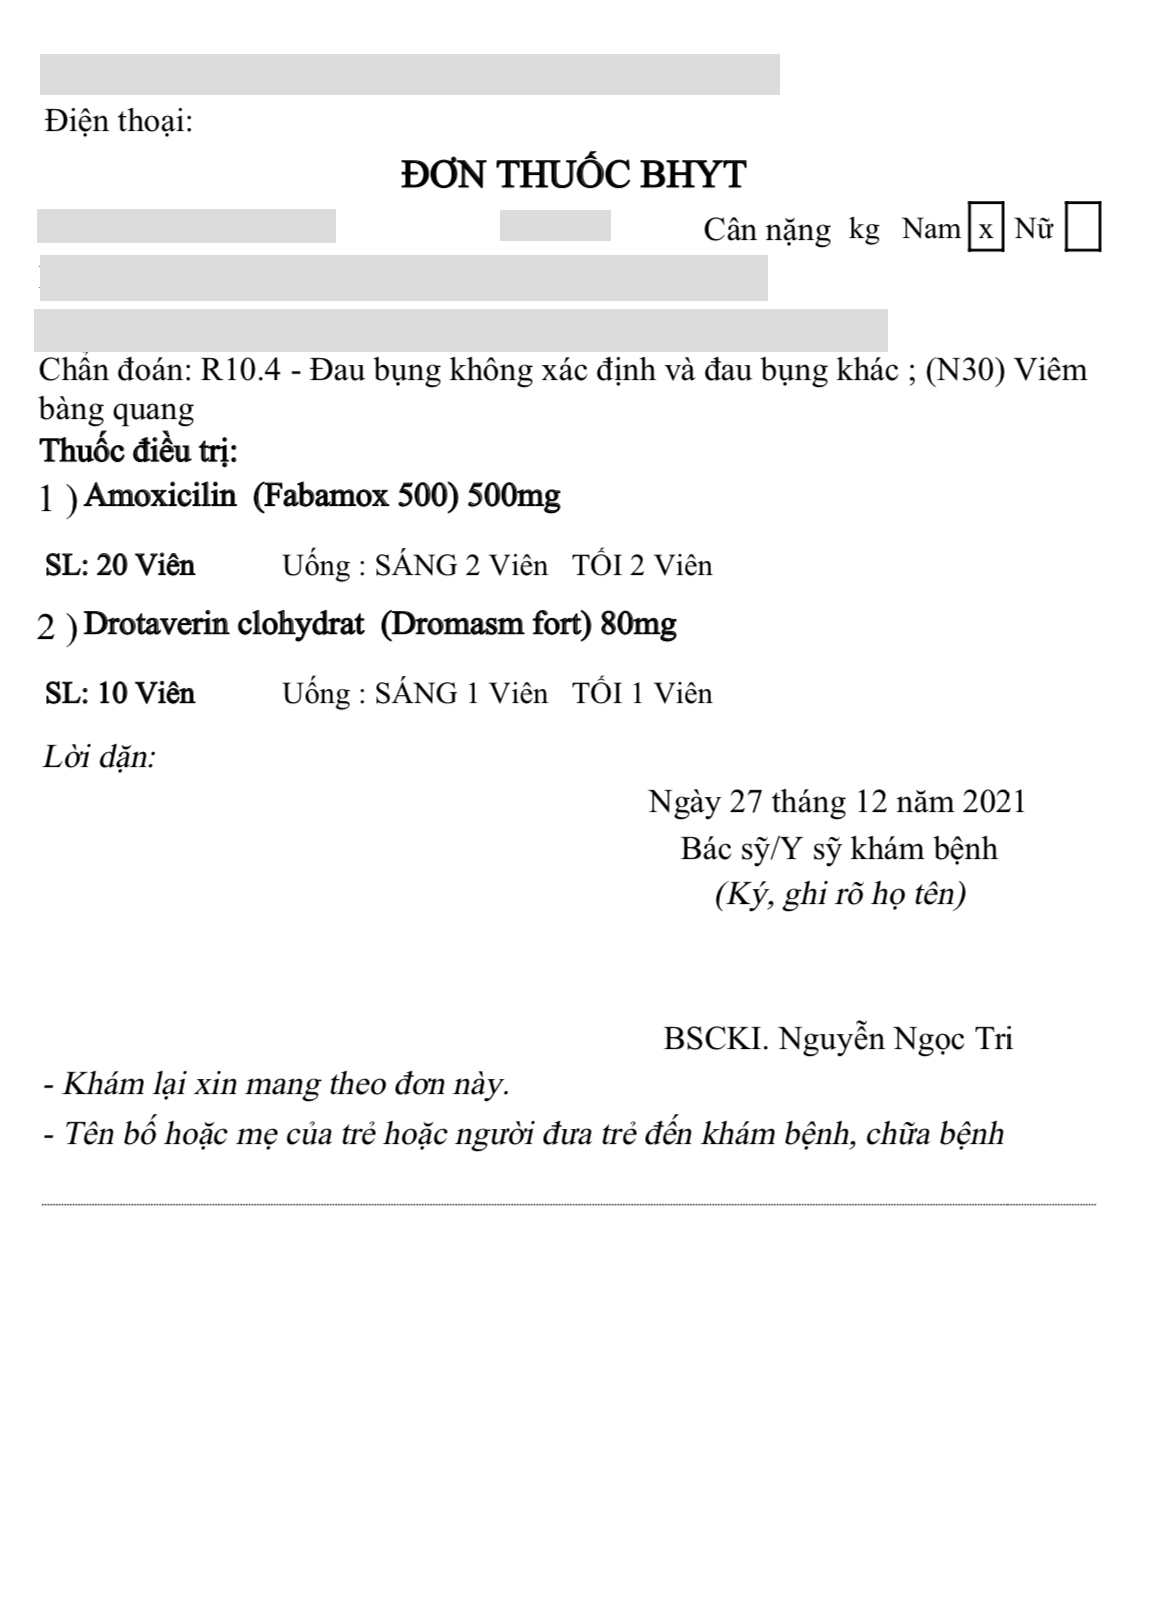 Điện thoại:
ĐƠN THUỐC BHYT
Cân nặng kg Nam x Nữ
Chẩn đoán: R10.4 - Đau bụng không xác định và đau bụng khác ; (N30) Viêm
bàng quang
Thuốc điều trị:
1 ) Amoxicilin (Fabamox 500) 500mg
SL: 20 Viên Uống : SÁNG 2 Viên TỐI 2 Viên
2 ) Drotaverin clohydrat (Dromasm fort) 80mg
SL: 10 Viên Uống : SÁNG 1 Viên TỐI 1 Viên
Lời dặn:
Ngày 27 tháng 12 năm 2021
Bác sỹ/Y sỹ khám bệnh
(Ký, ghi rõ họ tên)
BSCKI. Nguyễn Ngọc Tri
- Khám lại xin mang theo đơn này.
- Tên bố hoặc mẹ của trẻ hoặc người đưa trẻ đến khám bệnh, chữa bệnh